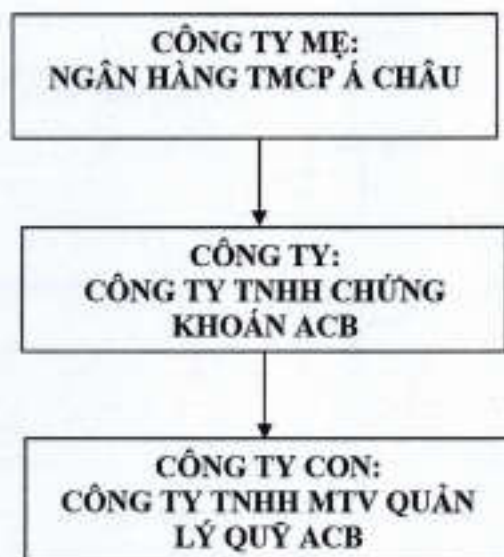 CÔNG TY MẸ:
NGÂN HÀNG TMCP Á CHÂU
CÔNG TY:
CÔNG TY TNHH CHỨNG
KHOÁN ACB
CÔNG TY CON:
CÔNG TY TNHH MTV QUẢN
LÝ QUỸ ACB